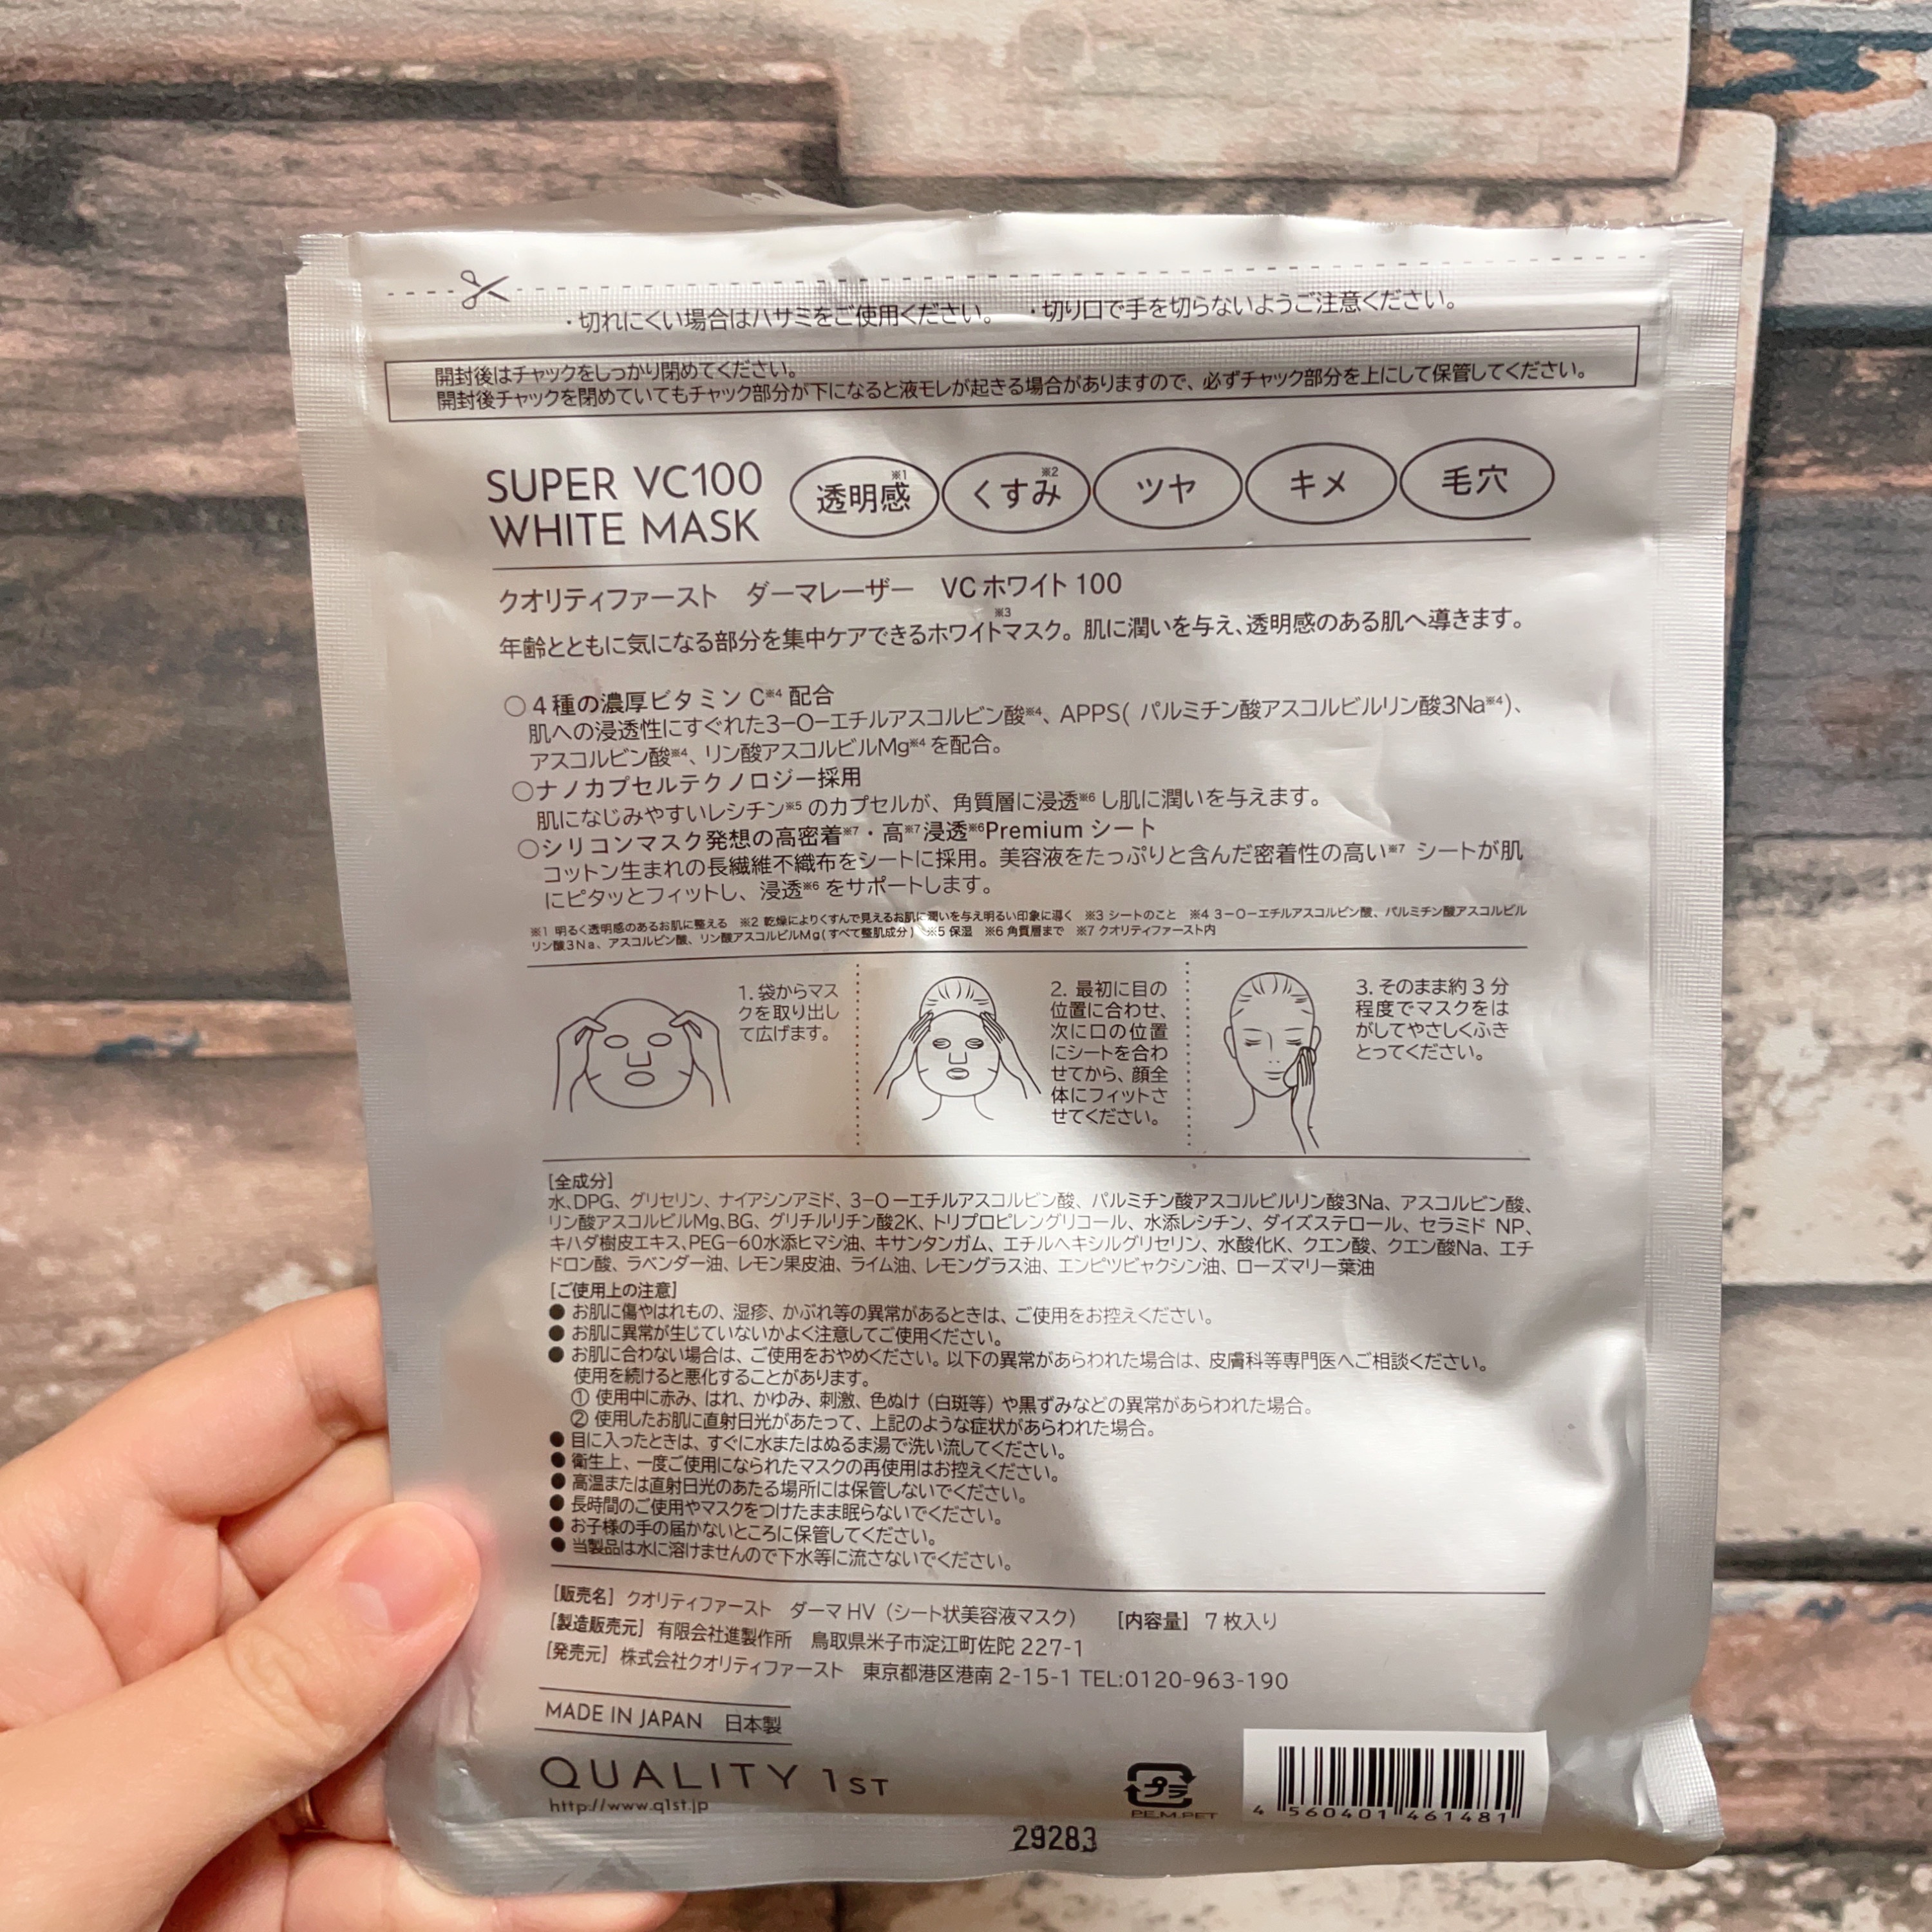 ・切れにくい場合はハサミをご使用ください。 ・切り口で手を切らないようご注意ください。
開封後はチャックをしっかり閉めてください。
開封後チャックを閉めていてもチャック部分が下になると液モレが起きる場合がありますので、必ずチャック部分を上にして保管してください。
SUPER VC100
WHITE MASK
透明感※1 くすみ※2 ツヤ キメ 毛穴
クオリティファースト ダーマレーザー VCホワイト100
年齢とともに気になる部分を集中ケアできるホワイトマスク※3。肌に潤いを与え、透明感のある肌へ導きます。
○4種の濃厚ビタミンC※4配合
肌への浸透性にすぐれた3-O-エチルアスコルビン酸※4、APPS(パルミチン酸アスコルビルリン酸3Na※4)、
アスコルビン酸※4、リン酸アスコルビルMg※4を配合。
○ナノカプセルテクノロジー採用
肌になじみやすいレシチン※5のカプセルが、角質層に浸透※6し肌に潤いを与えます。
○シリコンマスク発想の高密着※7・高※7浸透※6Premiumシート
コットン生まれの長繊維不織布をシートに採用。美容液をたっぷりと含んだ密着性の高い※7 シートが肌
にピタッとフィットし、浸透※6をサポートします。
※1 明るく透明感のあるお肌に整える ※2 乾燥によりくすんで見えるお肌に潤いを与え明るい印象に導く ※3 シートのこと ※4 3-O-エチルアスコルビン酸、パルミチン酸アスコルビル
リン酸3Na、アスコルビン酸、リン酸アスコルビルMg(すべて整肌成分) ※5 保湿 ※6 角質層まで ※7 クオリティファースト内
1. 袋からマス
クを取り出し
て広げます。
2. 最初に目の
位置に合わせ、
次に口の位置
にシートを合わ
せてから、顔全
体にフィットさ
せてください。
3. そのまま約3分
程度でマスクをは
がしてやさしくふき
とってください。
[全成分]
水、DPG、グリセリン、ナイアシンアミド、3-O-エチルアスコルビン酸、パルミチン酸アスコルビルリン酸3Na、アスコルビン酸、
リン酸アスコルビルMg、BG、グリチルリチン酸2K、トリプロピレングリコール、水添レシチン、ダイズステロール、セラミド NP、
キハダ樹皮エキス、PEG-60水添ヒマシ油、キサンタンガム、エチルヘキシルグリセリン、水酸化K、クエン酸、クエン酸Na、エチ
ドロン酸、ラベンダー油、レモン果皮油、ライム油、レモングラス油、エンピツビャクシン油、ローズマリー葉油
[ご使用上の注意]
● お肌に傷やはれもの、湿疹、かぶれ等の異常があるときは、ご使用をお控えください。
● お肌に異常が生じていないかよく注意してご使用ください。
● お肌に合わない場合は、ご使用をおやめください。以下の異常があらわれた場合は、皮膚科等専門医へご相談ください。
使用を続けると悪化することがあります。
① 使用中に赤み、はれ、かゆみ、刺激、色ぬけ(白斑等)や黒ずみなどの異常があらわれた場合。
② 使用したお肌に直射日光があたって、上記のような症状があらわれた場合。
● 目に入ったときは、すぐに水またはぬるま湯で洗い流してください。
● 衛生上、一度ご使用になられたマスクの再使用はお控えください。
● 高温または直射日光のあたる場所には保管しないでください。
● 長時間のご使用やマスクをつけたまま眠らないでください。
● お子様の手の届かないところに保管してください。
● 当製品は水に溶けませんので下水等に流さないでください。
[販売名] クオリティファースト ダーマHV(シート状美容液マスク) [内容量] 7枚入り
[製造販売元] 有限会社進製作所 鳥取県米子市淀江町佐陀227-1
[発売元] 株式会社クオリティファースト 東京都港区港南2-15-1 TEL:0120-963-190
MADE IN JAPAN 日本製
QUALITY 1ST
http://www.q1st.jp
プラ
PE.M.PET
4 560401 461481
29283